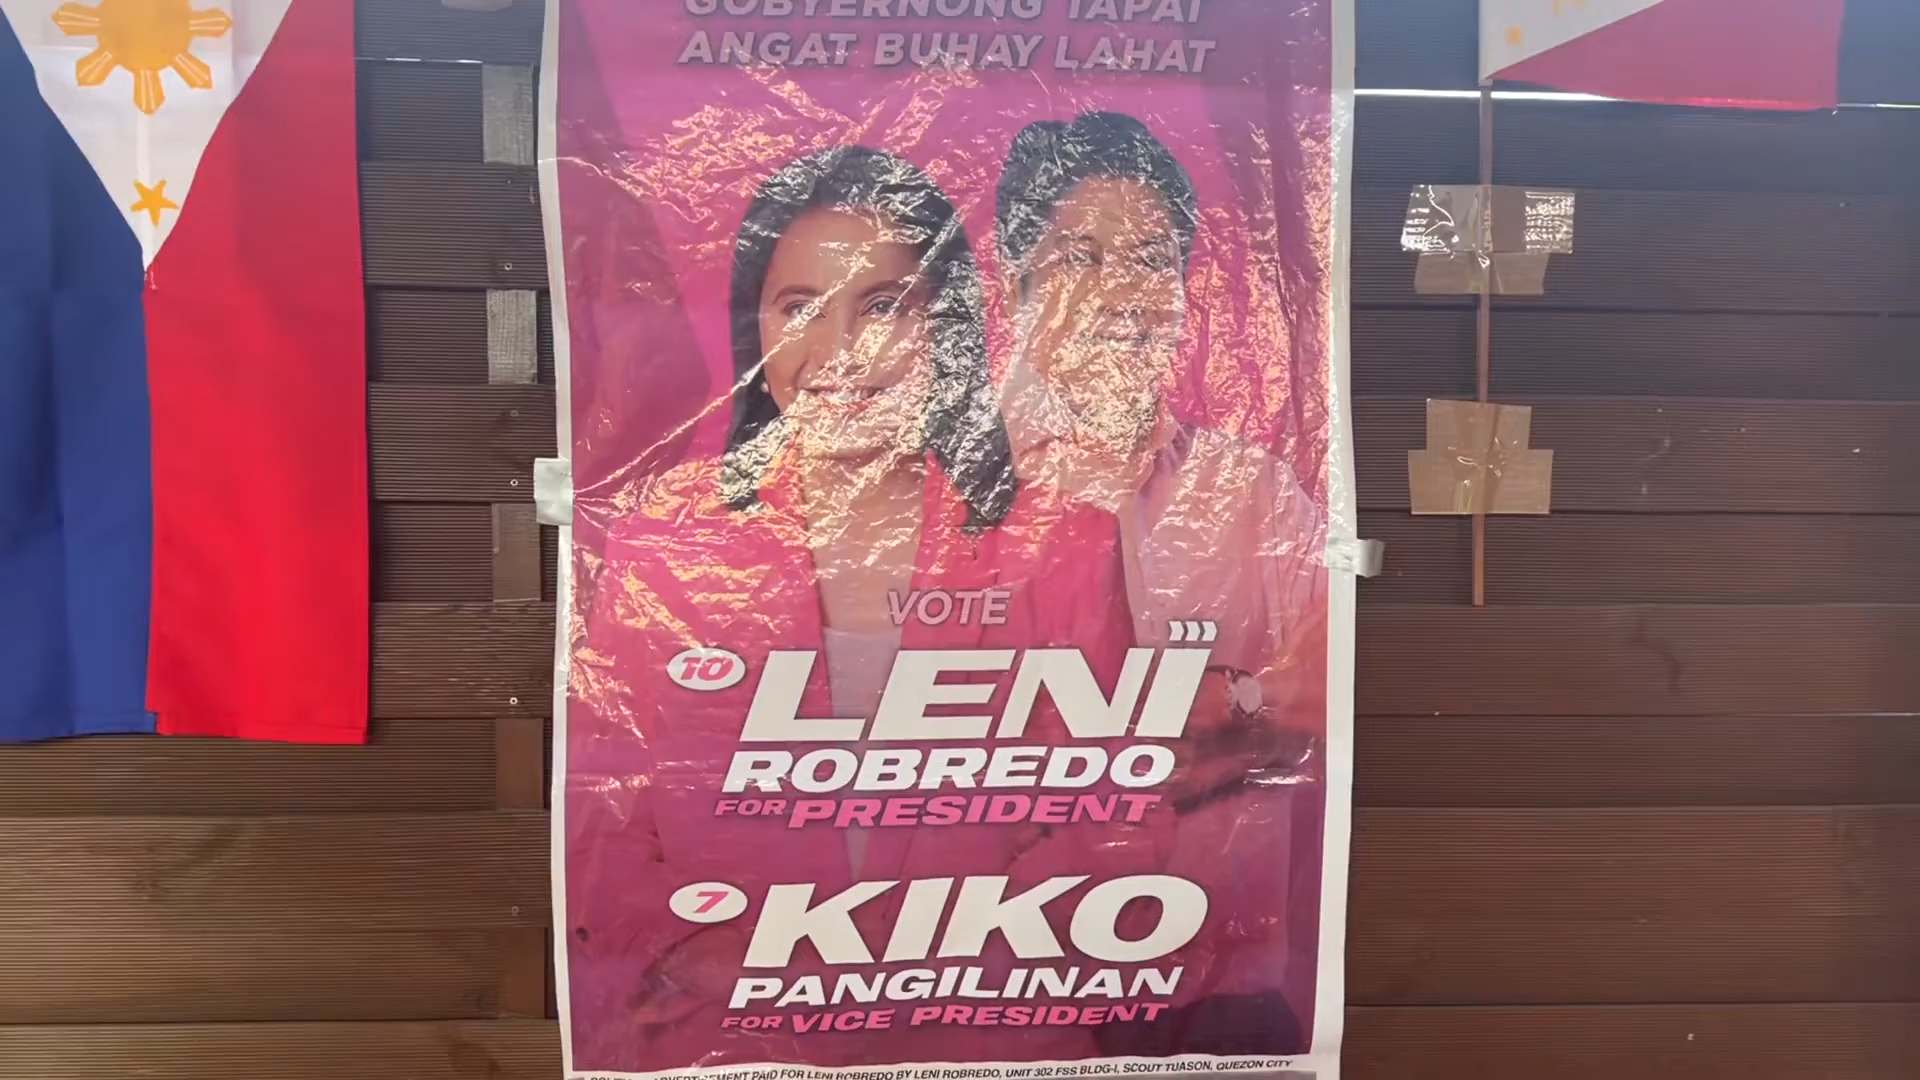 GOBYERNONG TAPAT
ANGAT BUHAY LAHAT
VOTE
10 LENI
ROBREDO
FOR PRESIDENT
7 KIKO
PANGILINAN
FOR VICE PRESIDENT
POLITICAL ADVERTISEMENT PAID FOR LENI ROBREDO BY LENI ROBREDO, UNIT 302 FSS BLDG-I, SCOUT TUASON, QUEZON CITY